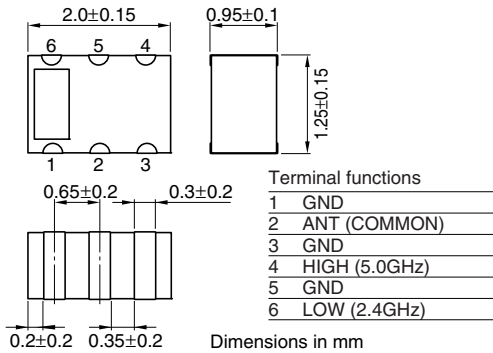 2.0±0.15 0.95±0.1
6 5 4
1.25±0.15
1 2 3
0.65±0.2 0.3±0.2
Terminal functions
1 GND
2 ANT (COMMON)
3 GND
4 HIGH (5.0GHz)
5 GND
6 LOW (2.4GHz)
0.2±0.2 0.35±0.2 Dimensions in mm